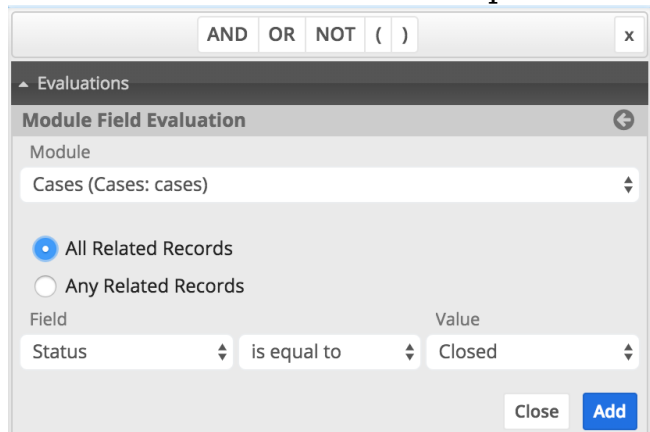 AND OR NOT ( ) x
Evaluations
Module Field Evaluation
Module
Cases (Cases: cases)
All Related Records
Any Related Records
Field Value
Status is equal to Closed
Close Add